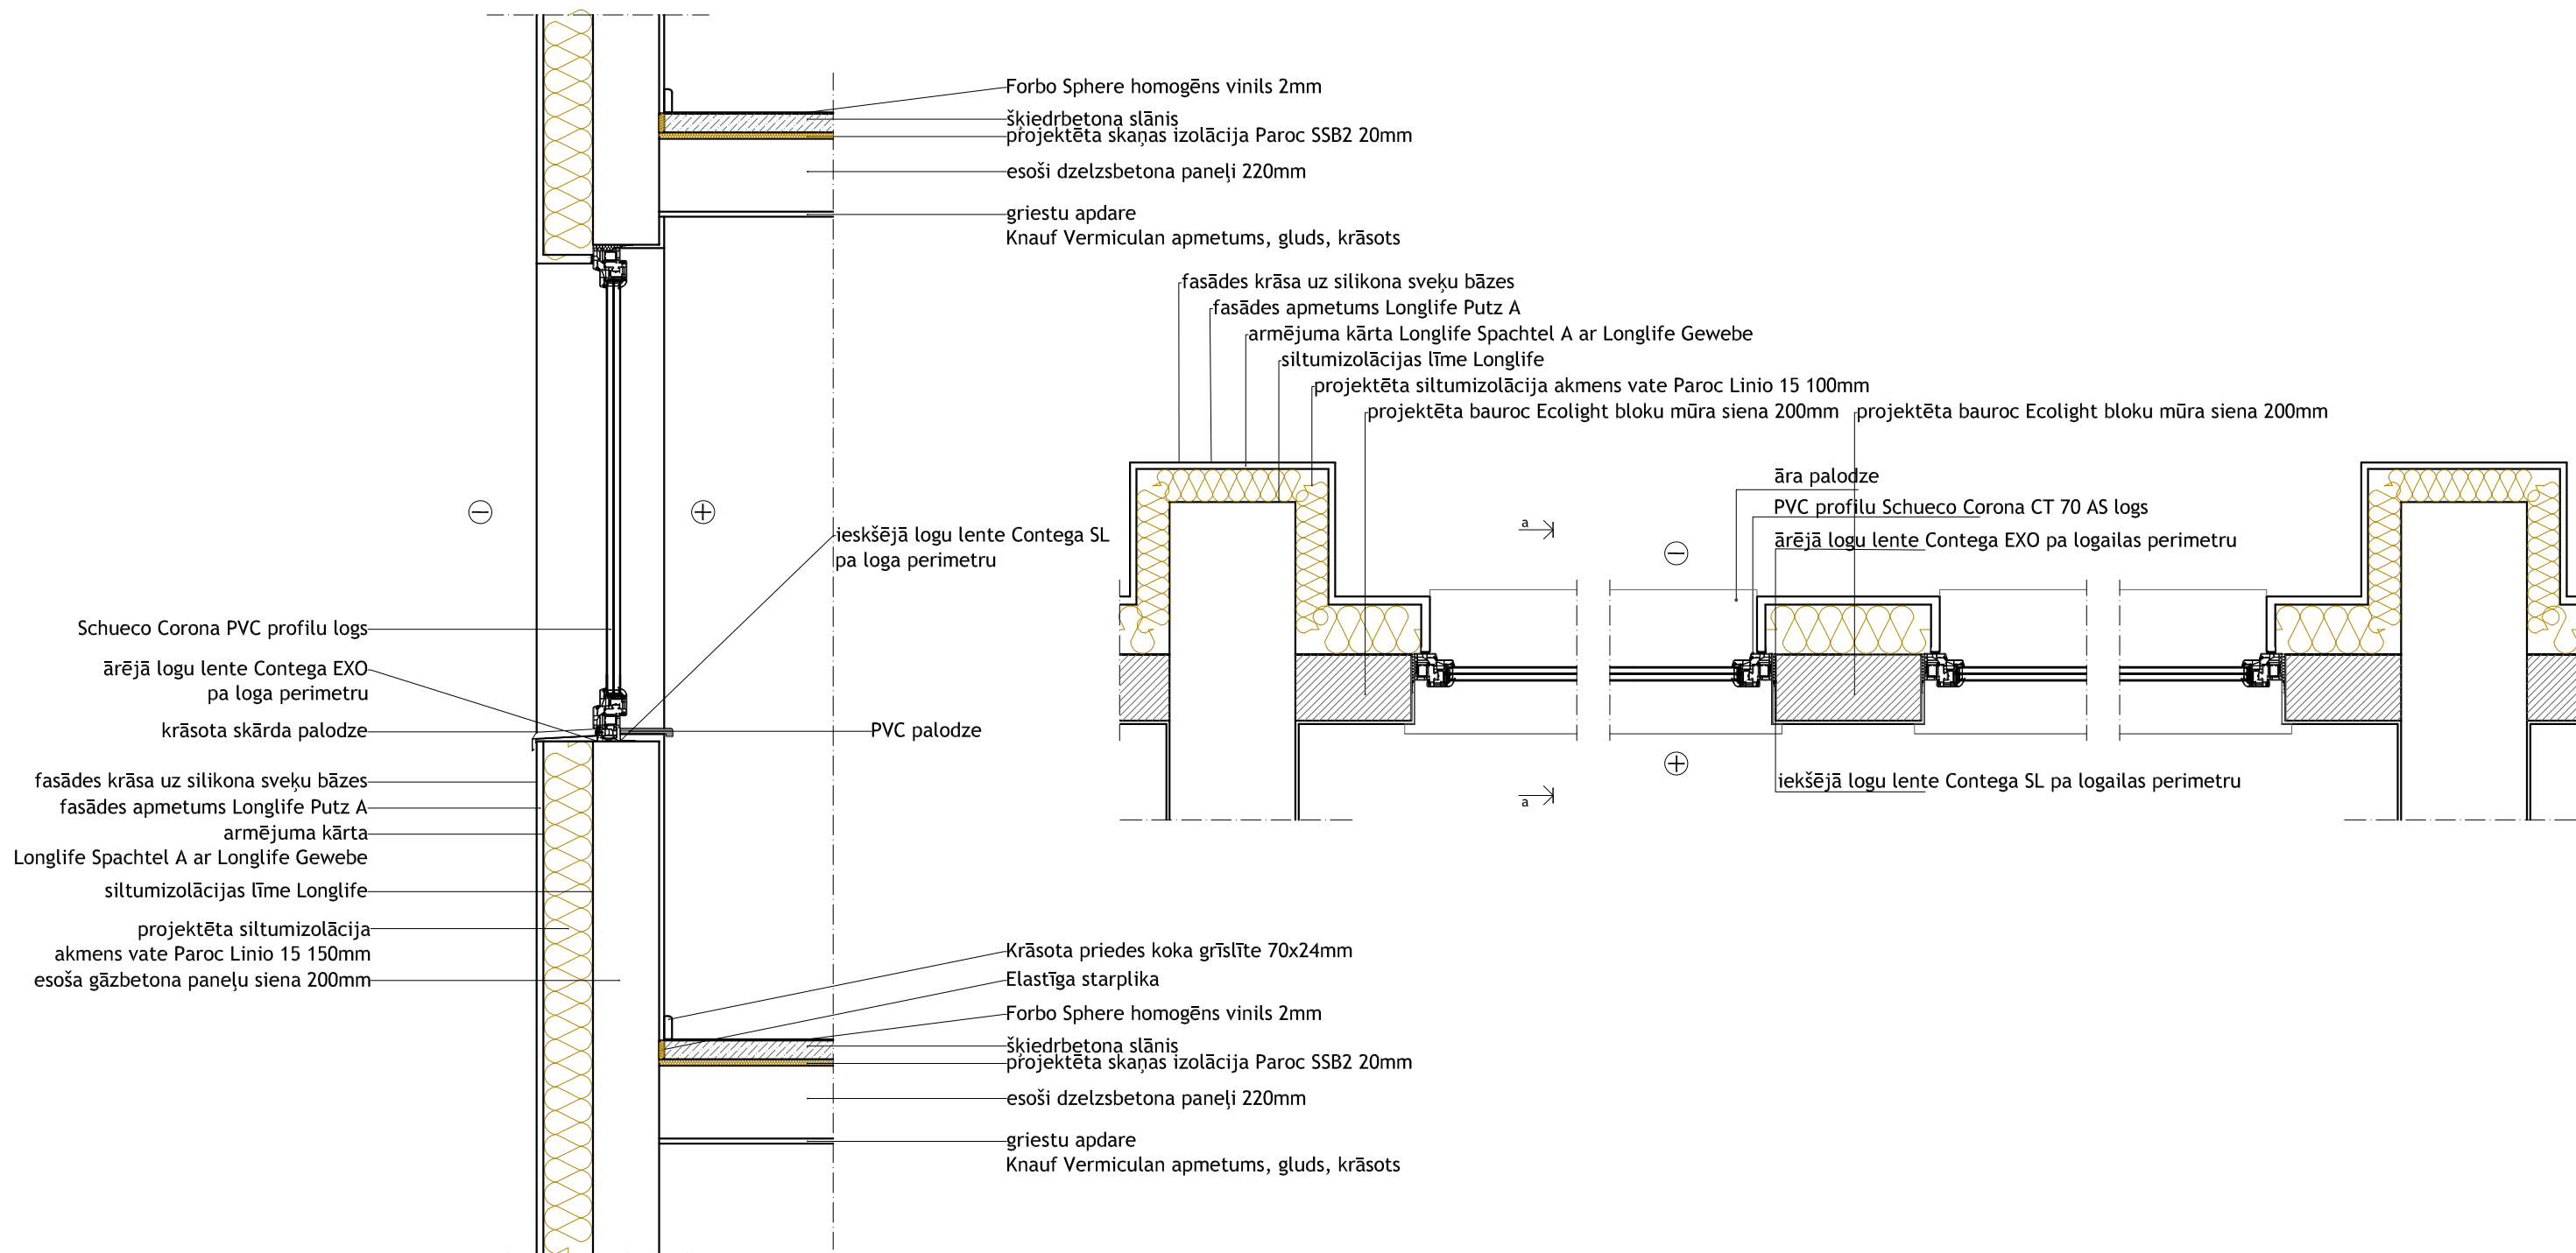 Forbo Sphere homogēns vinils 2mm
šķiedrbetona slānis
projektēta skaņas izolācija Paroc SSB2 20mm
esoši dzelzsbetona paneļi 220mm
griestu apdare
Knauf Vermiculan apmetums, gluds, krāsots
ieskšējā logu lente Contega SL
pa loga perimetru
Schueco Corona PVC profilu logs
ārējā logu lente Contega EXO
pa loga perimetru
krāsota skārda palodze
PVC palodze
fasādes krāsa uz silikona sveķu bāzes
fasādes apmetums Longlife Putz A
armējuma kārta
Longlife Spachtel A ar Longlife Gewebe
siltumizolācijas līme Longlife
projektēta siltumizolācija
akmens vate Paroc Linio 15 150mm
esoša gāzbetona paneļu siena 200mm
Krāsota priedes koka grīslīte 70x24mm
Elastīga starplika
Forbo Sphere homogēns vinils 2mm
šķiedrbetona slānis
projektēta skaņas izolācija Paroc SSB2 20mm
esoši dzelzsbetona paneļi 220mm
griestu apdare
Knauf Vermiculan apmetums, gluds, krāsots
fasādes krāsa uz silikona sveķu bāzes
fasādes apmetums Longlife Putz A
armējuma kārta Longlife Spachtel A ar Longlife Gewebe
siltumizolācijas līme Longlife
projektēta siltumizolācija akmens vate Paroc Linio 15 100mm
projektēta bauroc Ecolight bloku mūra siena 200mm
projektēta bauroc Ecolight bloku mūra siena 200mm
āra palodze
PVC profilu Schueco Corona CT 70 AS logs
ārējā logu lente Contega EXO pa logailas perimetru
a
a
iekšējā logu lente Contega SL pa logailas perimetru